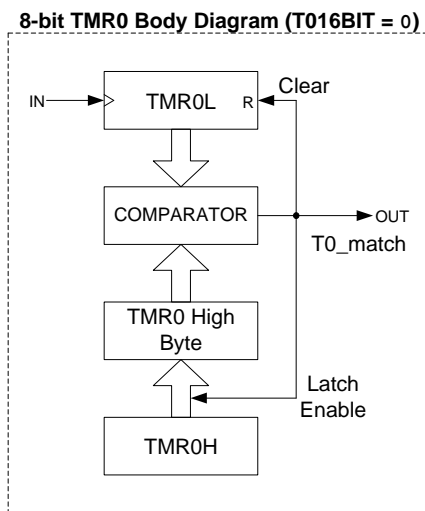 8-bit TMR0 Body Diagram (T016BIT = 0)
IN
TMR0L
R
Clear
COMPARATOR
OUT
T0_match
TMR0 High
Byte
Latch
Enable
TMR0H